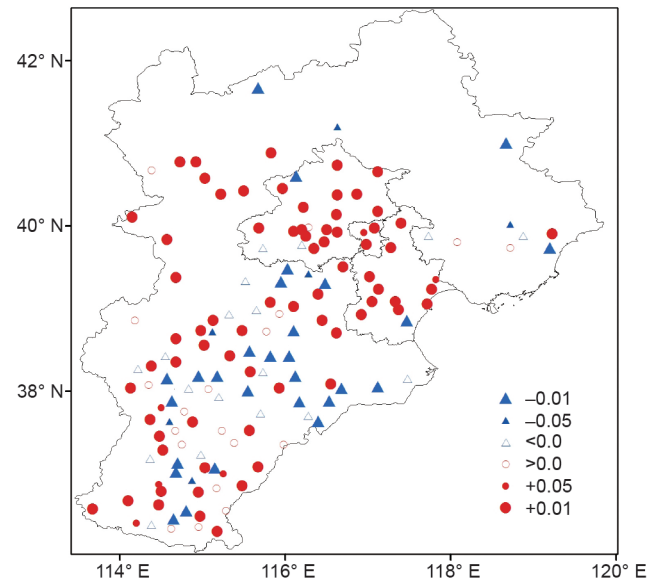 42° N
40° N
38° N
114° E
116° E
118° E
120° E
–0.01
–0.05
<0.0
>0.0
+0.05
+0.01